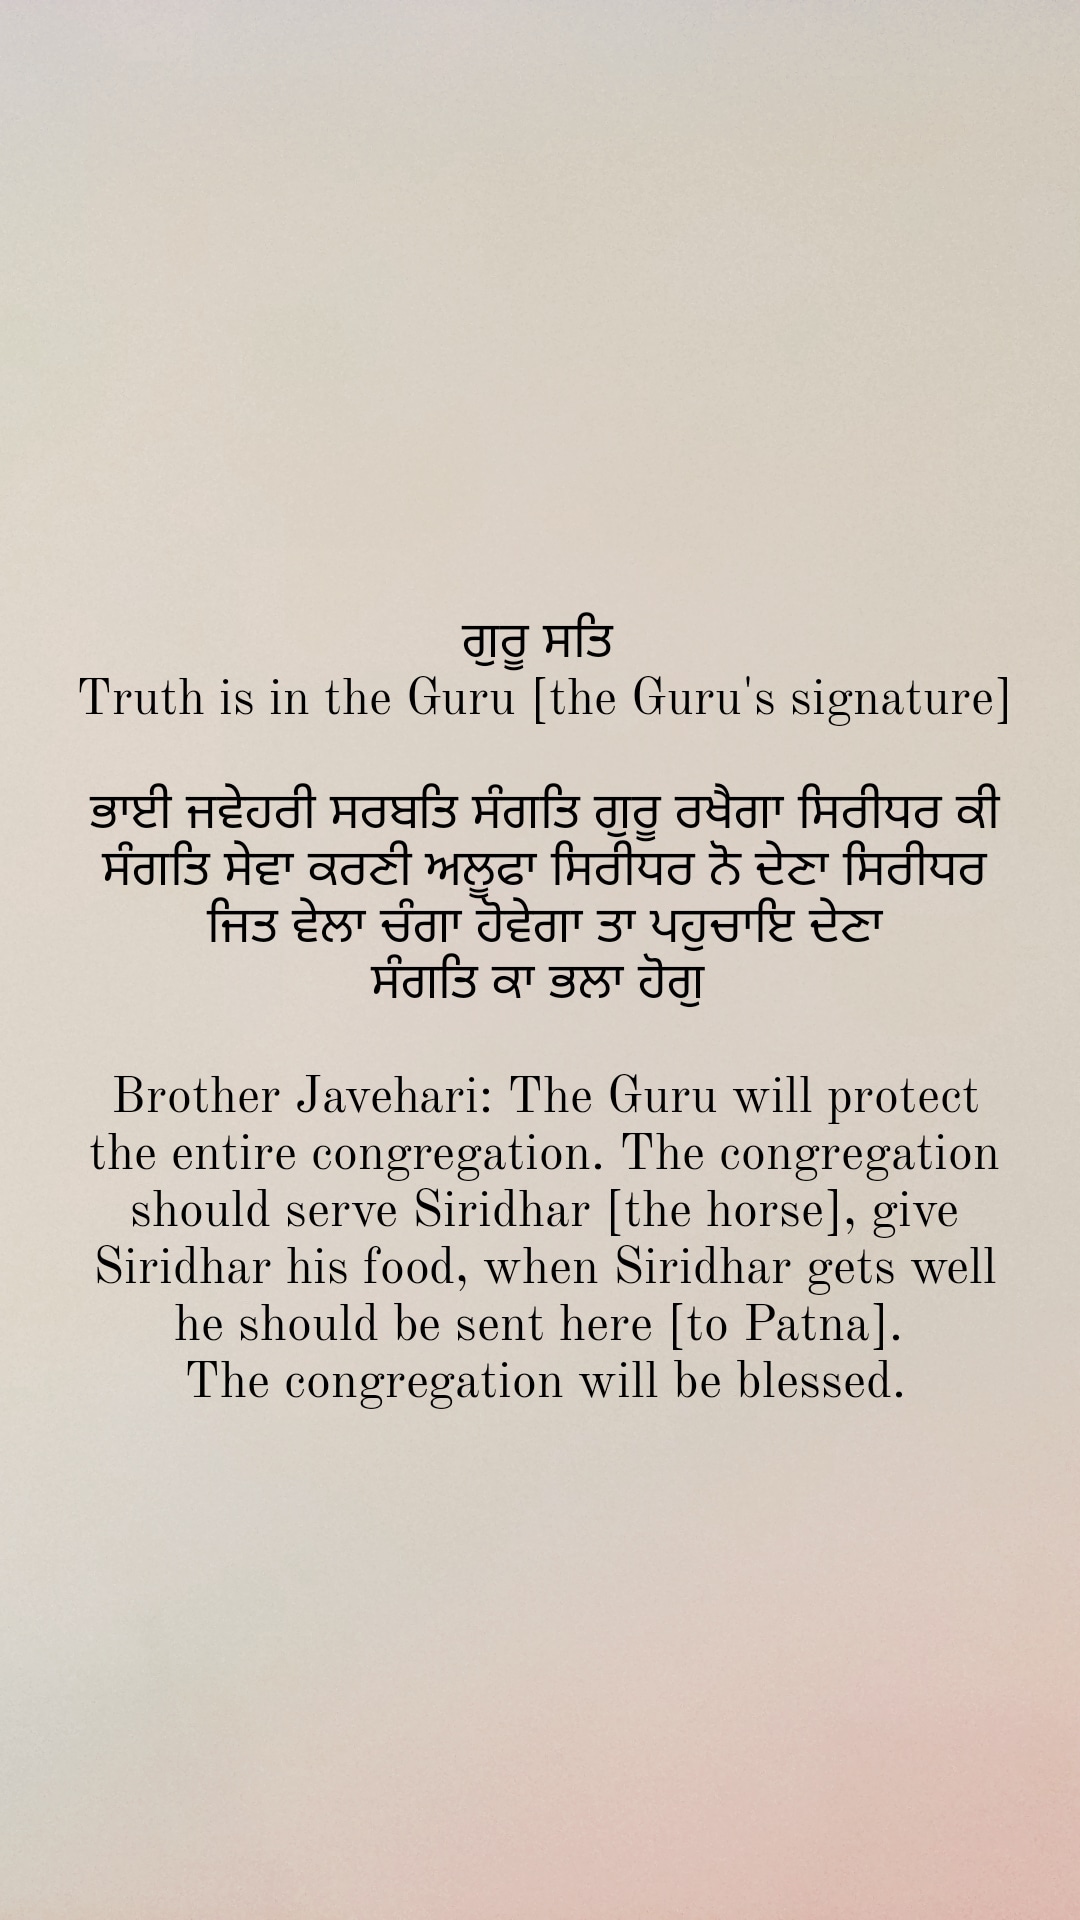 ਗੁਰੂ ਸਤਿ
Truth is in the Guru [the Guru's signature]
ਭਾਈ ਜਵੇਹਰੀ ਸਰਬਤਿ ਸੰਗਤਿ ਗੁਰੂ ਰਖੈਗਾ ਸਿਰੀਧਰ ਕੀ
ਸੰਗਤਿ ਸੇਵਾ ਕਰਣੀ ਅਲੂਫਾ ਸਿਰੀਧਰ ਨੋ ਦੇਣਾ ਸਿਰੀਧਰ
ਜਿਤ ਵੇਲਾ ਚੰਗਾ ਹੋਵੇਗਾ ਤਾ ਪਹੁਚਾਇ ਦੇਣਾ
ਸੰਗਤਿ ਕਾ ਭਲਾ ਹੋਗੁ
Brother Javehari: The Guru will protect
the entire congregation. The congregation
should serve Siridhar [the horse], give
Siridhar his food, when Siridhar gets well
he should be sent here [to Patna].
The congregation will be blessed.